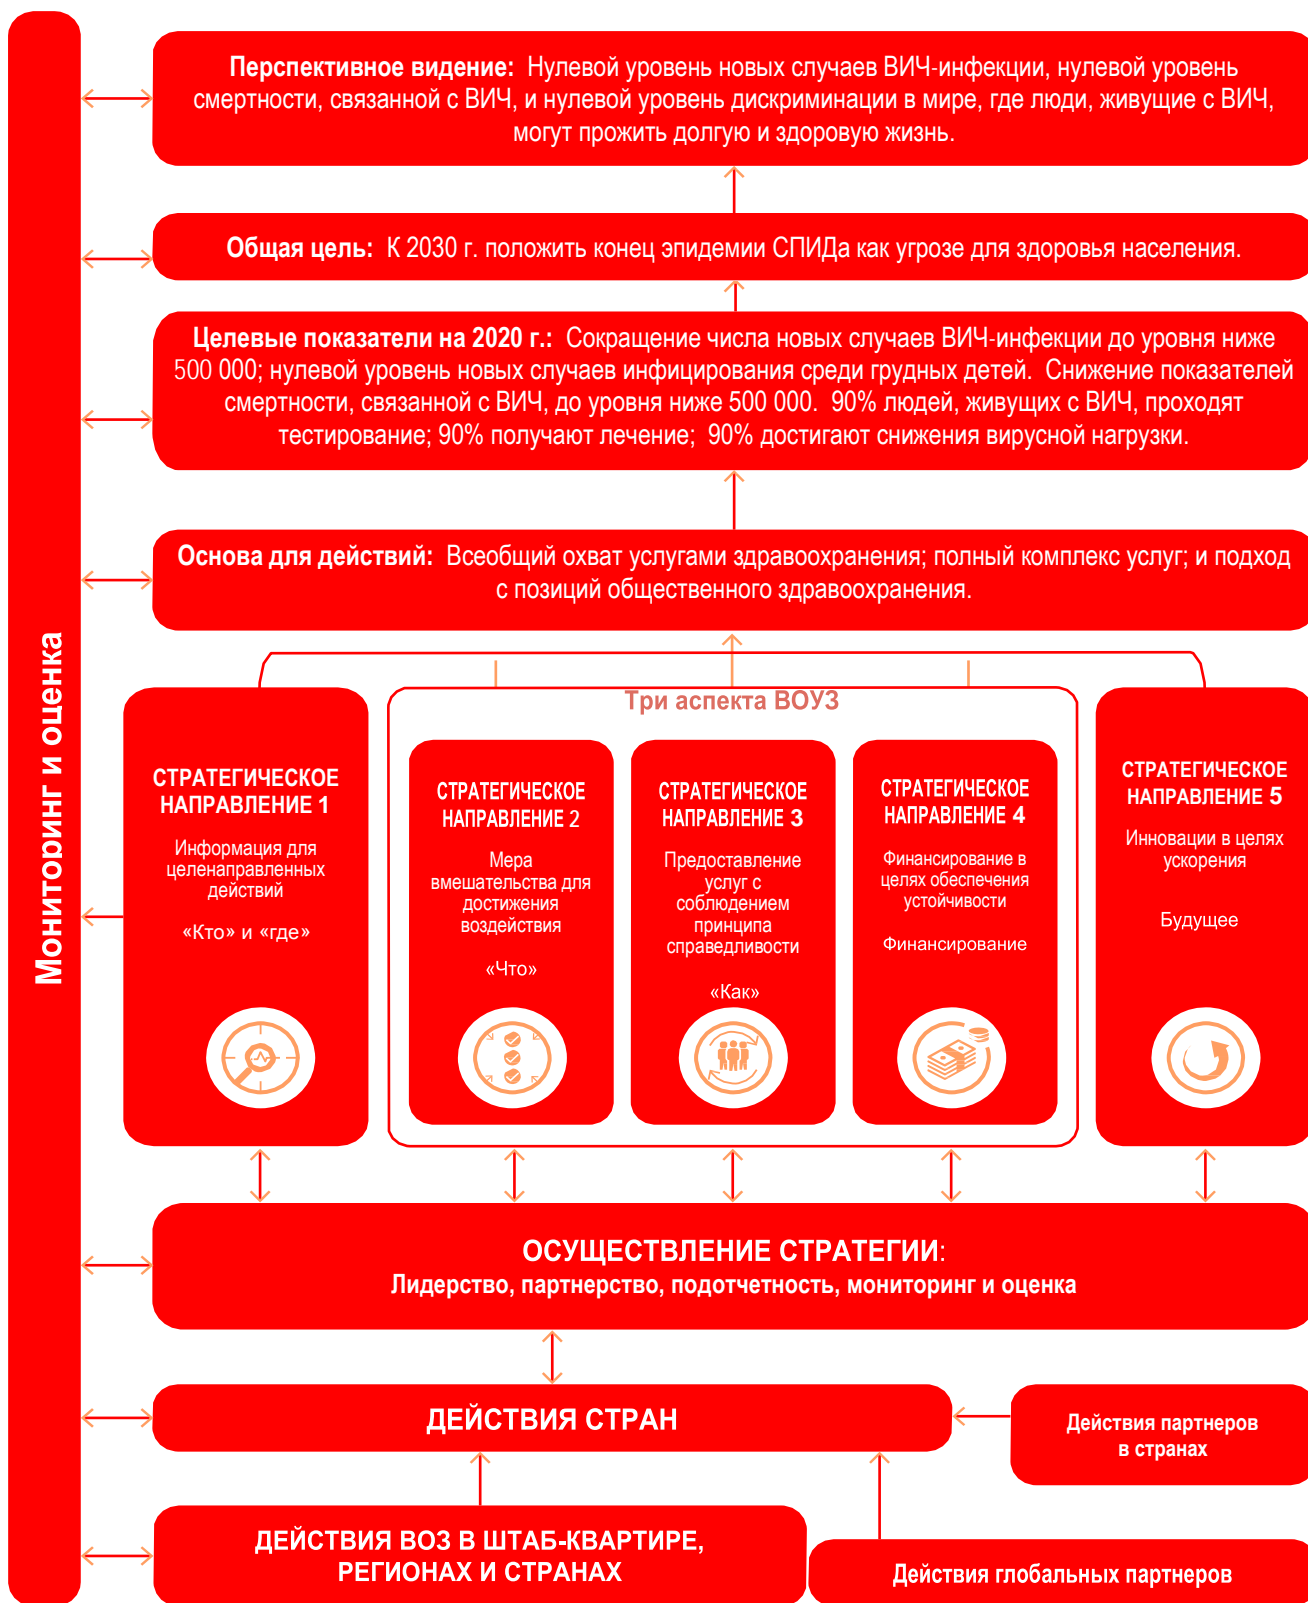 Мониторинг и оценка
Перспективное видение: Нулевой уровень новых случаев ВИЧ-инфекции, нулевой уровень
смертности, связанной с ВИЧ, и нулевой уровень дискриминации в мире, где люди, живущие с ВИЧ,
могут прожить долгую и здоровую жизнь.
Общая цель: К 2030 г. положить конец эпидемии СПИДа как угрозе для здоровья населения.
Целевые показатели на 2020 г.: Сокращение числа новых случаев ВИЧ-инфекции до уровня ниже
500 000; нулевой уровень новых случаев инфицирования среди грудных детей. Снижение показателей
смертности, связанной с ВИЧ, до уровня ниже 500 000. 90% людей, живущих с ВИЧ, проходят
тестирование; 90% получают лечение; 90% достигают снижения вирусной нагрузки.
Основа для действий: Всеобщий охват услугами здравоохранения; полный комплекс услуг; и подход
с позиций общественного здравоохранения.
СТРАТЕГИЧЕСКОЕ
НАПРАВЛЕНИЕ 1
Информация для
целенаправленных
действий
«Кто» и «где»
Три аспекта ВОУЗ
СТРАТЕГИЧЕСКОЕ
НАПРАВЛЕНИЕ 2
Мера
вмешательства для
достижения
воздействия
«Что»
СТРАТЕГИЧЕСКОЕ
НАПРАВЛЕНИЕ 3
Предоставление
услуг с
соблюдением
принципа
справедливости
«Как»
СТРАТЕГИЧЕСКОЕ
НАПРАВЛЕНИЕ 4
Финансирование в
целях обеспечения
устойчивости
Финансирование
СТРАТЕГИЧЕСКОЕ
НАПРАВЛЕНИЕ 5
Инновации в целях
ускорения
Будущее
ОСУЩЕСТВЛЕНИЕ СТРАТЕГИИ:
Лидерство, партнерство, подотчетность, мониторинг и оценка
ДЕЙСТВИЯ СТРАН
Действия партнеров
в странах
ДЕЙСТВИЯ ВОЗ В ШТАБ-КВАРТИРЕ,
РЕГИОНАХ И СТРАНАХ
Действия глобальных партнеров